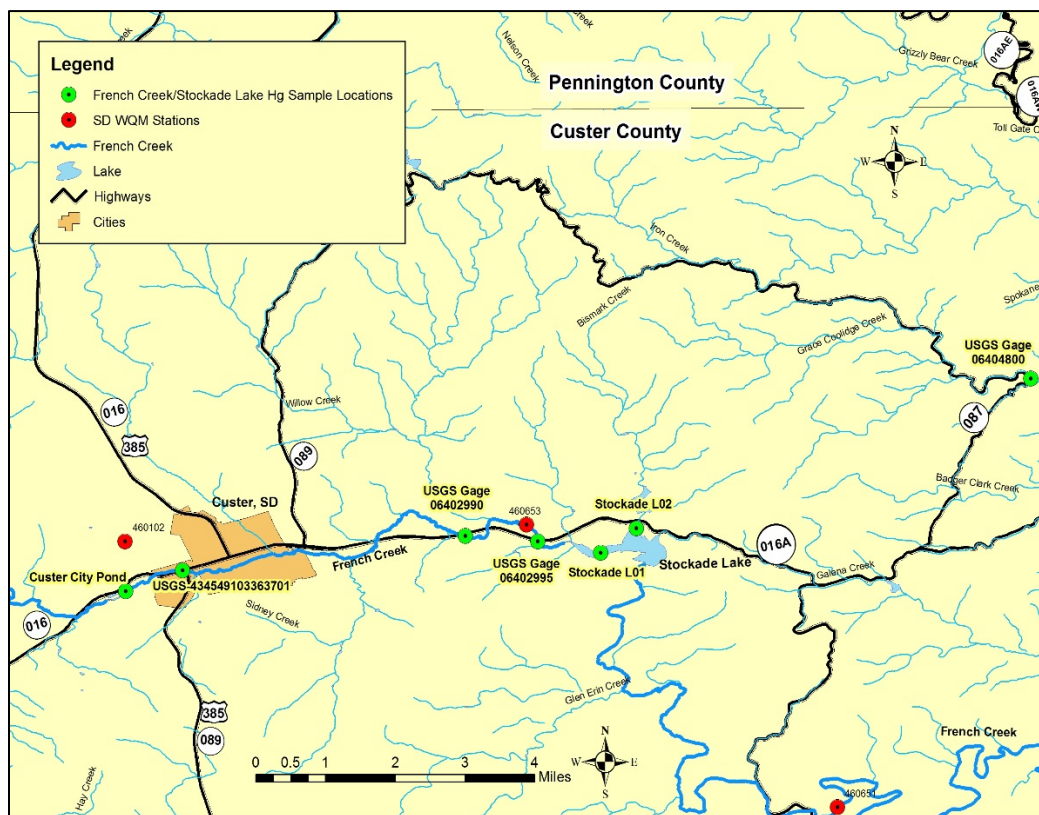 Legend
French Creek/Stockade Lake Hg Sample Locations
SD WQM Stations
French Creek
Lake
Highways
Cities
Nelson Creek
Creek
Pennington County
Custer County
Grizzly Bear Creek
016AE
N
W
E
S
Iron Creek
Bismark Creek
Spokane
Grace Coolidge Creek
USGS Gage
06404800
016
385
Willow Creek
089
087
Badger Clark Creek
Custer, SD
USGS Gage
06402990
460653
Stockade L02
460102
French Creek
USGS Gage
06402995
Stockade L01
Stockade Lake
016A
Galena Creek
Custer City Pond
USGS-434549103363701
016
Sidney Creek
Glen Erin Creek
385
089
N
W
E
S
French Creek
0 0.5 1 2 3 4
Miles
Hay Creek
460651